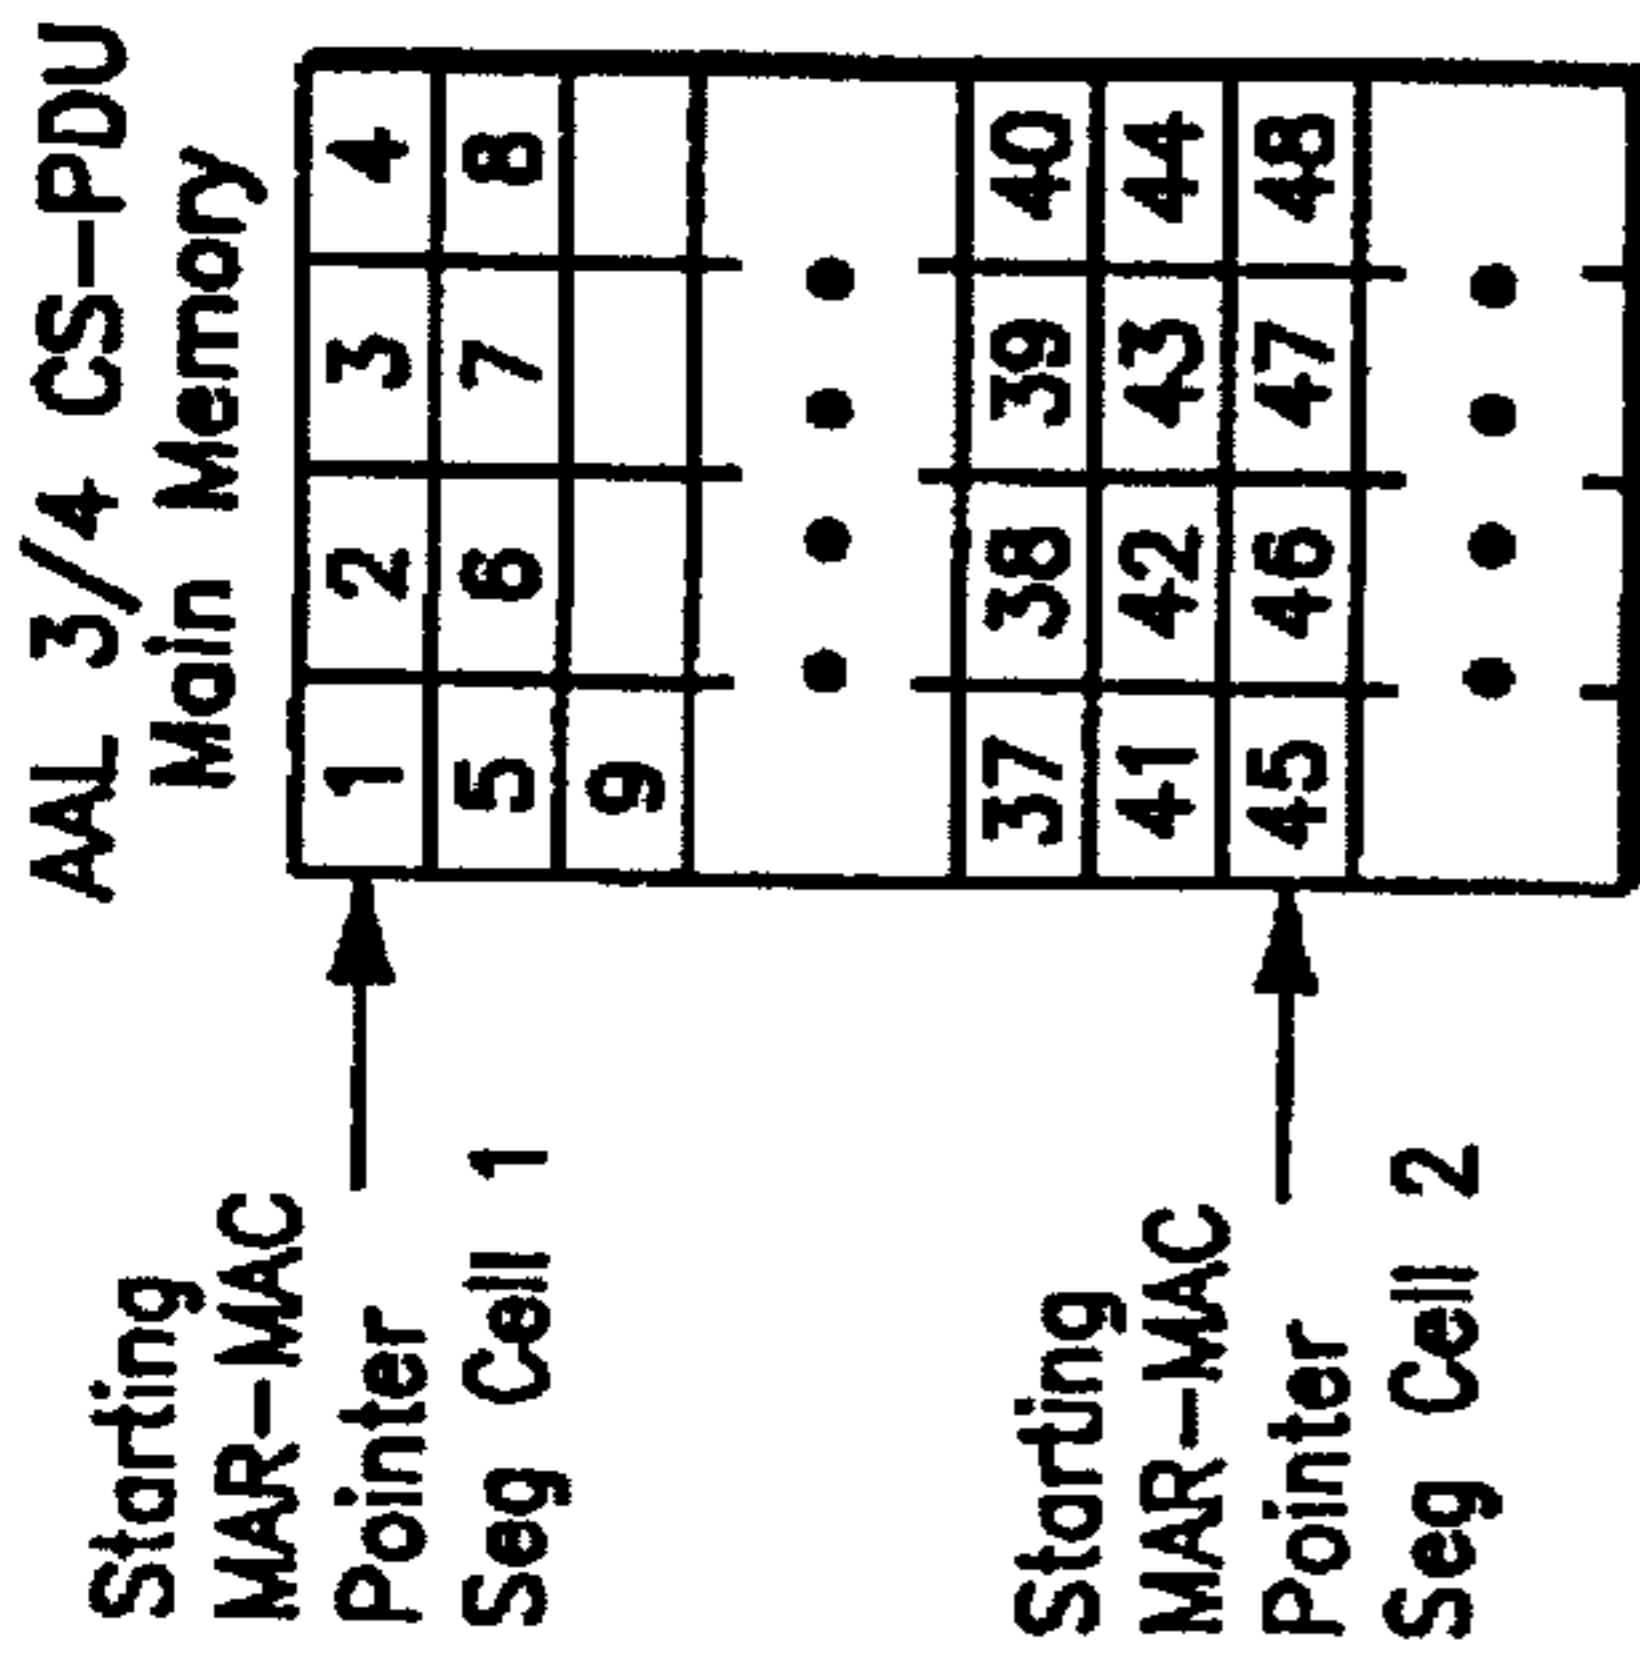 AAL 3/4 CS-PDU
Main Memory
Starting
MAR-MAC
Pointer
Seg Cell 1
1 2 3 4
5 6 7 8
9
37 38 39 40
41 42 43 44
45 46 47 48
Starting
MAR-MAC
Pointer
Seg Cell 2